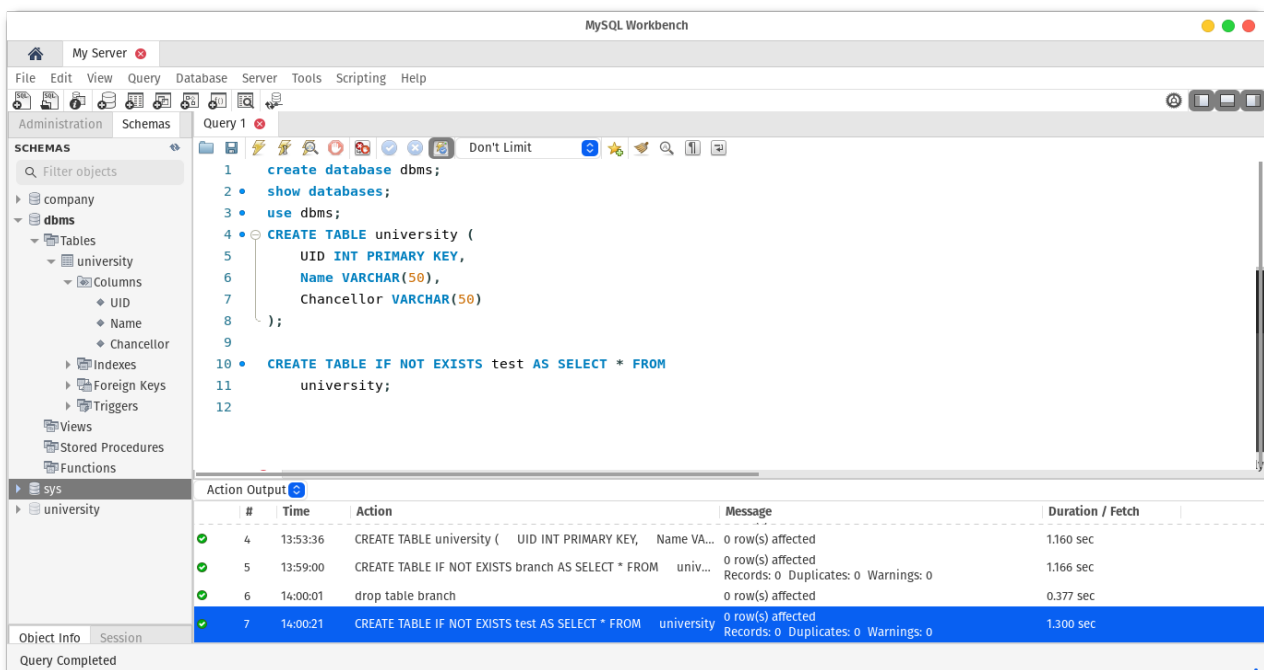 MySQL Workbench
My Server
File Edit View Query Database Server Tools Scripting Help
Administration Schemas
Query 1
SCHEMAS
Don't Limit
Filter objects
company
dbms
Tables
university
Columns
UID
Name
Chancellor
Indexes
Foreign Keys
Triggers
Views
Stored Procedures
Functions
sys
university
1 create database dbms;
2 show databases;
3 use dbms;
4 CREATE TABLE university (
5 UID INT PRIMARY KEY,
6 Name VARCHAR(50),
7 Chancellor VARCHAR(50)
8 );
9
10 CREATE TABLE IF NOT EXISTS test AS SELECT * FROM
11 university;
12
Action Output
# Time Action Message Duration / Fetch
4 13:53:36 CREATE TABLE university ( UID INT PRIMARY KEY, Name VA... 0 row(s) affected 1.160 sec
5 13:59:00 CREATE TABLE IF NOT EXISTS branch AS SELECT * FROM univ... 0 row(s) affected 1.166 sec
Records: 0 Duplicates: 0 Warnings: 0
6 14:00:01 drop table branch 0 row(s) affected 0.377 sec
7 14:00:21 CREATE TABLE IF NOT EXISTS test AS SELECT * FROM university 0 row(s) affected 1.300 sec
Records: 0 Duplicates: 0 Warnings: 0
Object Info Session
Query Completed